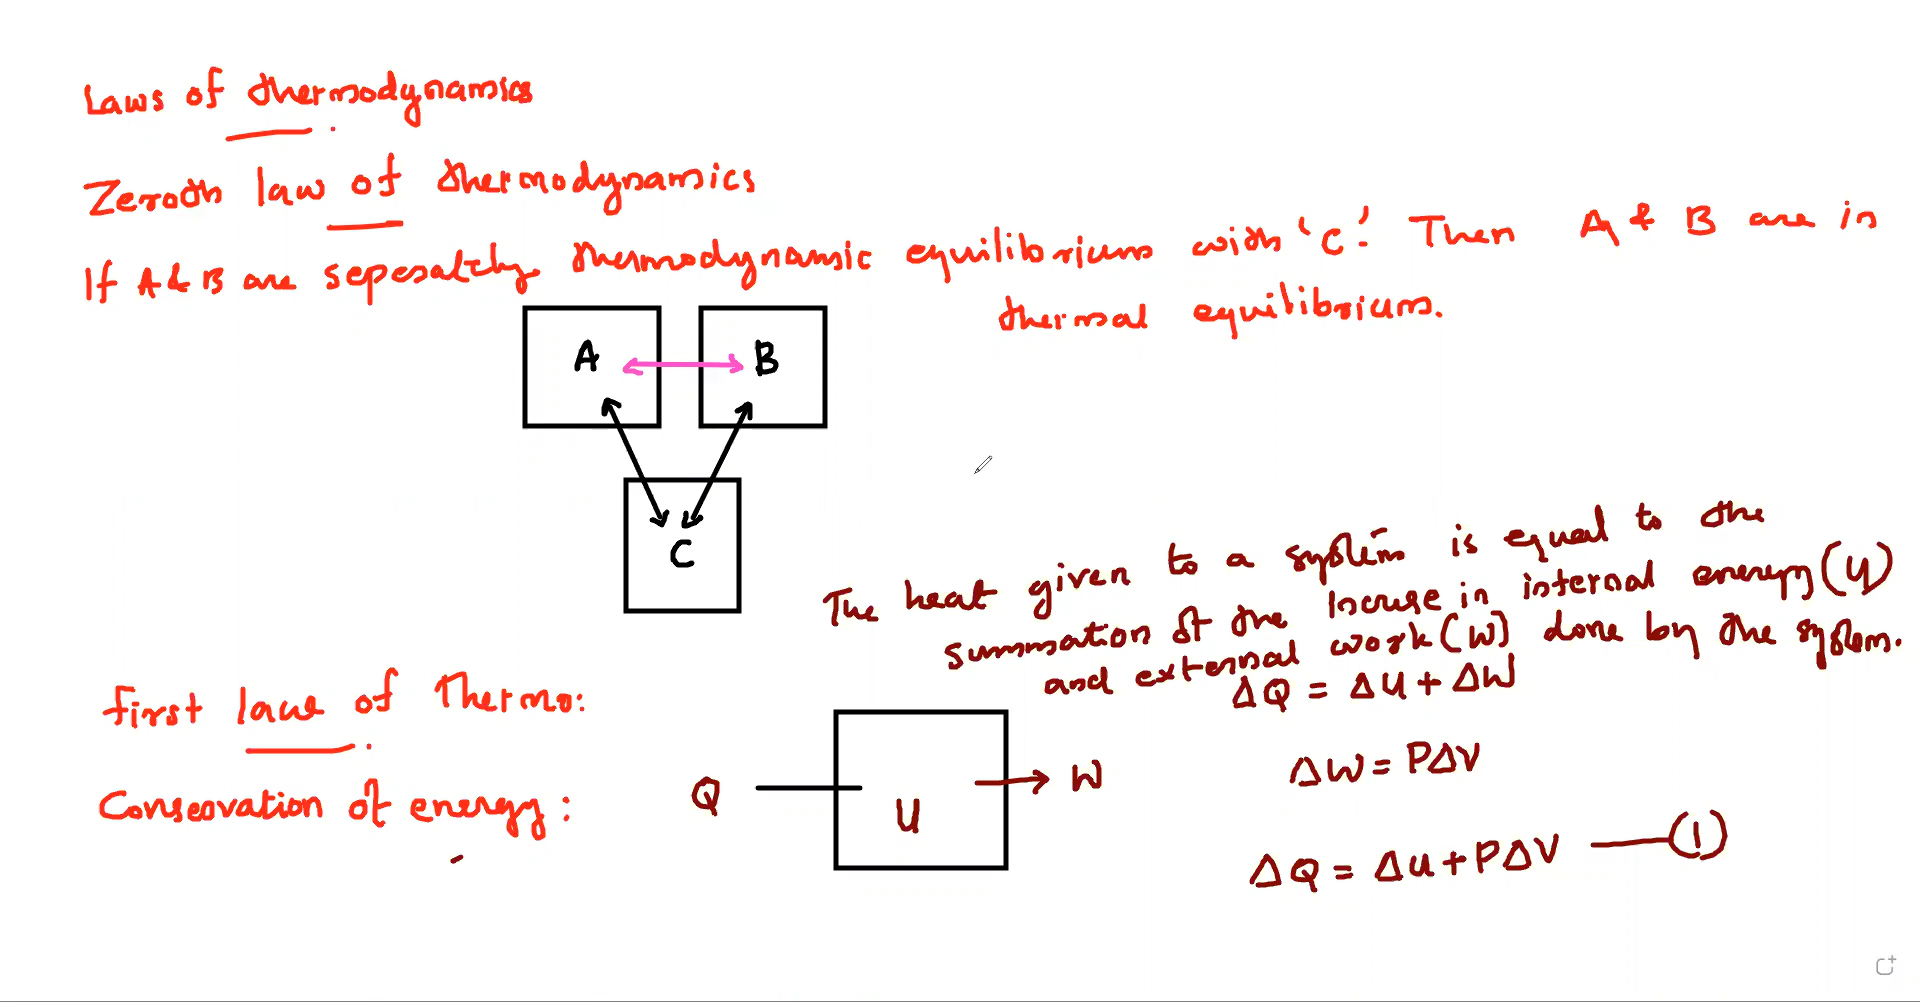 Laws of thermodynamics
Zeroth law of thermodynamics
If A & B are thermodynamic equilibrium with 'C'. Then A & B are in
thermal equilibrium.
A
B
C
The heat given to a system is equal to the
summation of the Increase in internal energy (U)
and external work (W) done by the system.
ΔQ = ΔU + ΔW
First law of Thermo:
Conservation of energy:
Q
U
W
ΔW = PΔV
ΔQ = ΔU + PΔV — (1)